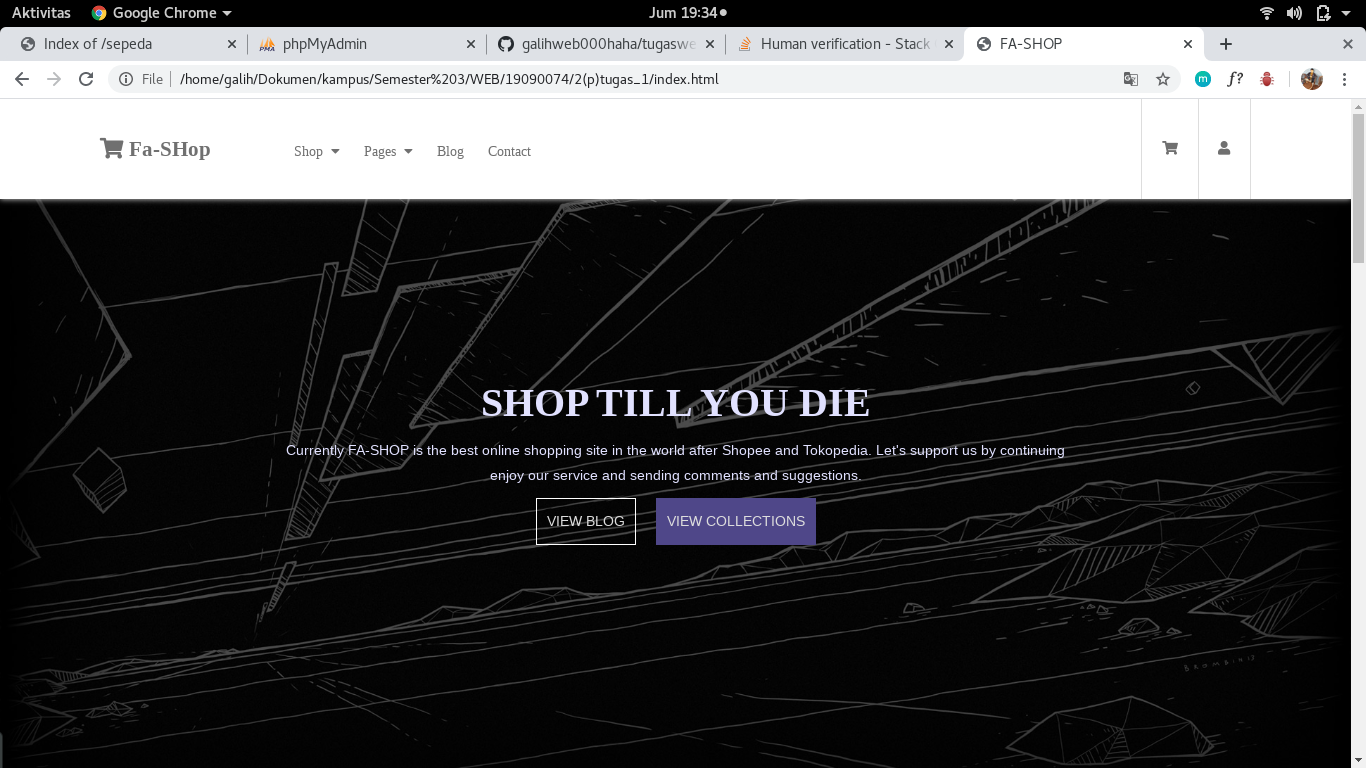 Aktivitas Google Chrome Jum 19:34
Index of /sepeda phpMyAdmin galihweb000haha/tugaswe Human verification - Stack FA-SHOP
File /home/galih/Dokumen/kampus/Semester%203/WEB/19090074/2(p)tugas_1/index.html m f?
Fa-SHop Shop Pages Blog Contact
SHOP TILL YOU DIE
Currently FA-SHOP is the best online shopping site in the world after Shopee and Tokopedia. Let's support us by continuing
enjoy our service and sending comments and suggestions.
VIEW BLOG VIEW COLLECTIONS